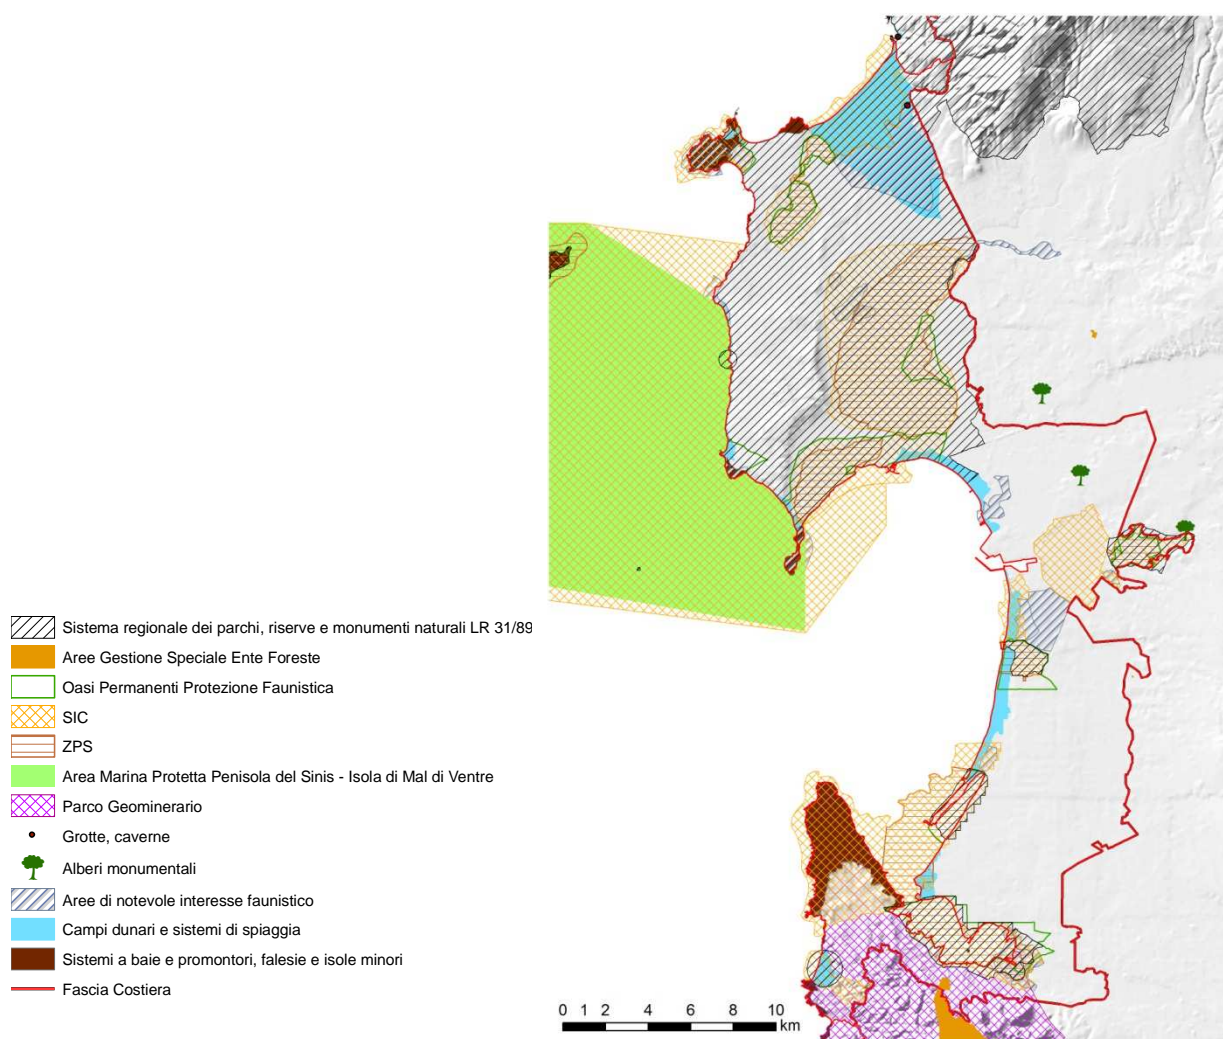 Sistema regionale dei parchi, riserve e monumenti naturali LR 31/89
Aree Gestione Speciale Ente Foreste
Oasi Permanenti Protezione Faunistica
SIC
ZPS
Area Marina Protetta Penisola del Sinis - Isola di Mal di Ventre
Parco Geominerario
Grotte, caverne
Alberi monumentali
Aree di notevole interesse faunistico
Campi dunari e sistemi di spiaggia
Sistemi a baie e promontori, falesie e isole minori
Fascia Costiera
0 1 2 4 6 8 10
km